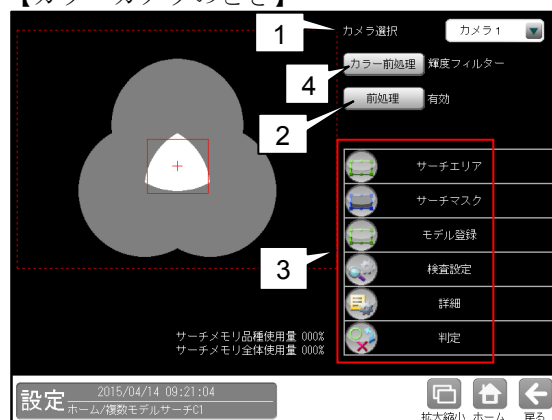 【カラーカメラのとき】
1
カメラ選択
カメラ1
カラー前処理
輝度フィルター
4
前処理
有効
2
サーチエリア
サーチマスク
モデル登録
3
検査設定
詳細
判定
サーチメモリ品種使用量 000%
サーチメモリ全体使用量 000%
設定
2015/04/14 09:21:04
ホーム/複数モデルサーチC1
拡大縮小
ホーム
戻る